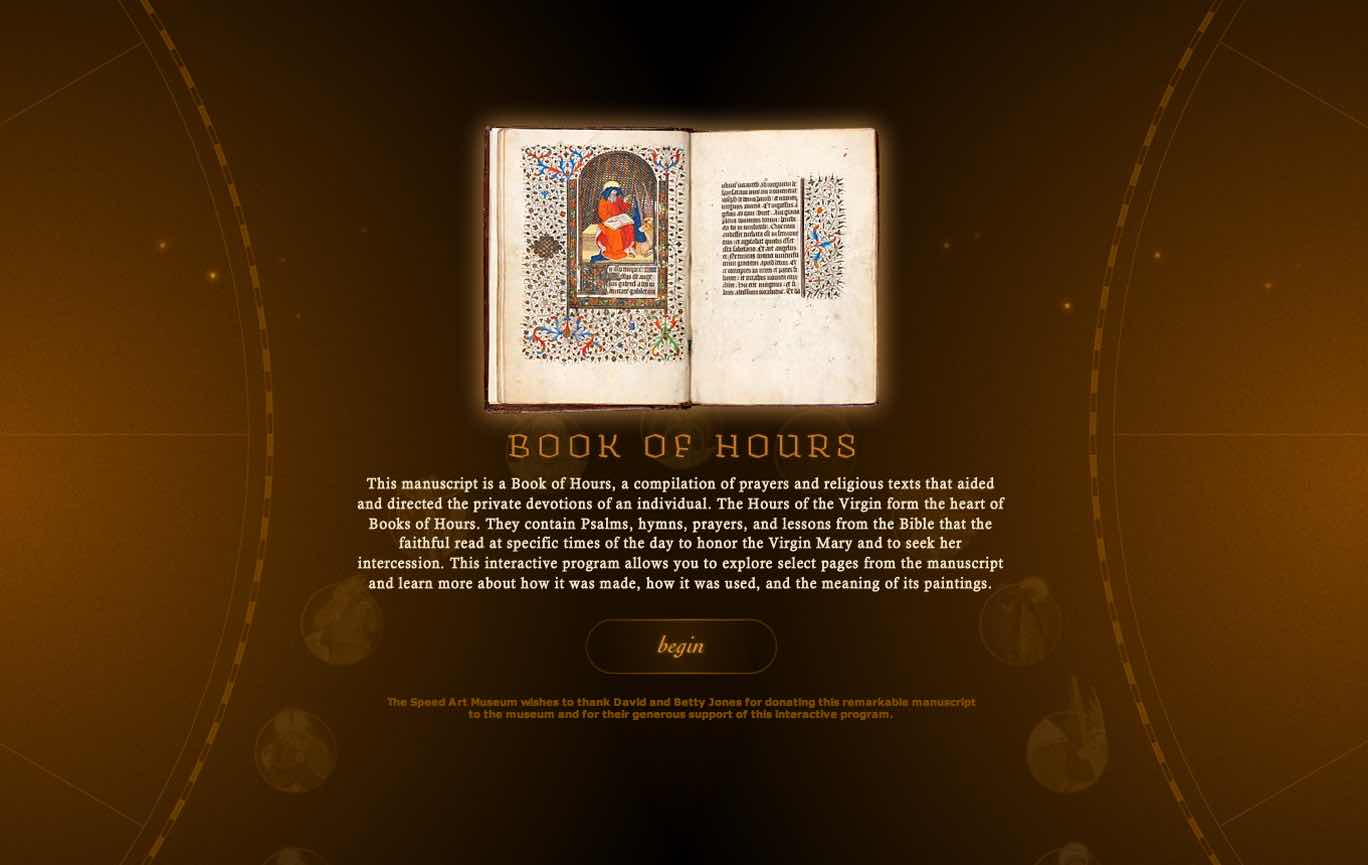 BOOK OF HOURS
This manuscript is a Book of Hours, a compilation of prayers and religious texts that aided
and directed the private devotions of an individual. The Hours of the Virgin form the heart of
Books of Hours. They contain Psalms, hymns, prayers, and lessons from the Bible that the
faithful read at specific times of the day to honor the Virgin Mary and to seek her
intercession. This interactive program allows you to explore select pages from the manuscript
and learn more about how it was made, how it was used, and the meaning of its paintings.
begin
The Speed Art Museum wishes to thank David and Betty Jones for donating this remarkable manuscript
to the museum and for their generous support of this interactive program.